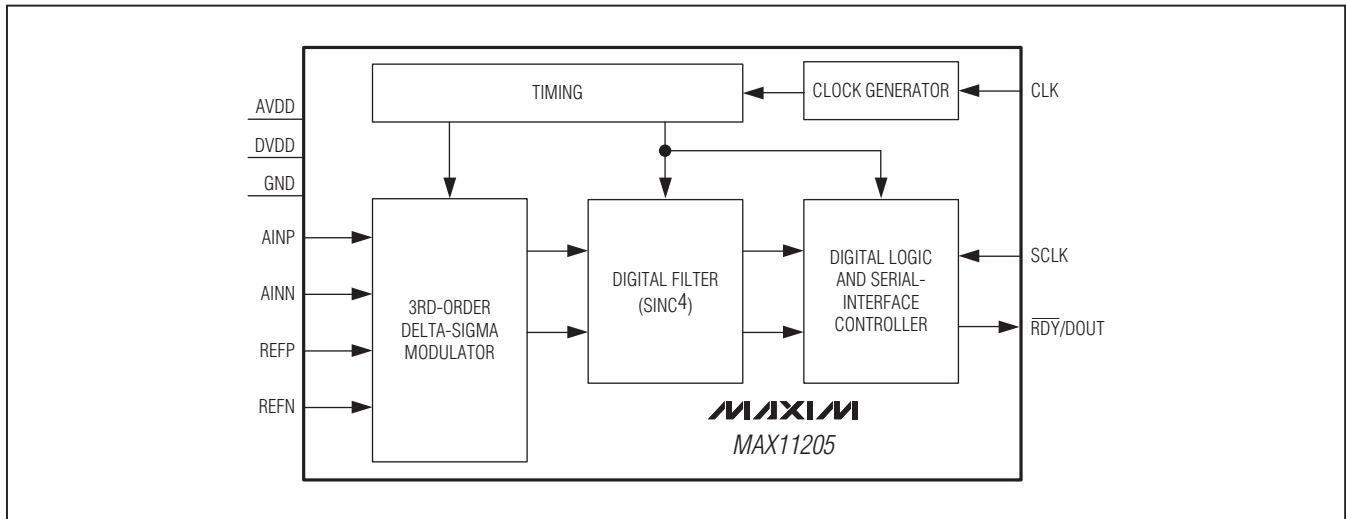 TIMING
CLOCK GENERATOR
CLK
AVDD
DVDD
GND
AINP
AINN
REFP
REFN
3RD-ORDER
DELTA-SIGMA
MODULATOR
DIGITAL FILTER
(SINC4)
DIGITAL LOGIC
AND SERIAL-
INTERFACE
CONTROLLER
SCLK
RDY/DOUT
MAXIM
MAX11205